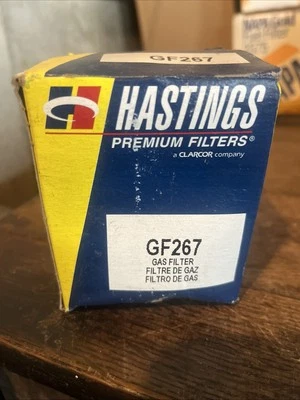 GF267
HASTINGS
PREMIUM FILTERS®
a CLARCOR company
GF267
GAS FILTER
FILTRE DE GAZ
FILTRO DE GAS